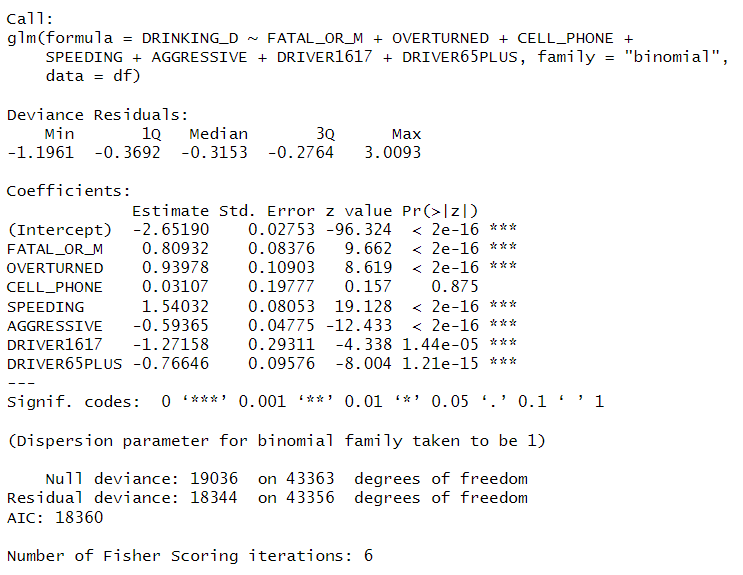 Call:
glm(formula = DRINKING_D ~ FATAL_OR_M + OVERTURNED + CELL_PHONE +
    SPEEDING + AGGRESSIVE + DRIVER1617 + DRIVER65PLUS, family = "binomial",
    data = df)
Deviance Residuals:
    Min      1Q  Median      3Q     Max
-1.1961 -0.3692 -0.3153 -0.2764  3.0093
Coefficients:
             Estimate Std. Error z value Pr(>|z|)
(Intercept)  -2.65190    0.02753 -96.324  < 2e-16 ***
FATAL_OR_M    0.80932    0.08376   9.662  < 2e-16 ***
OVERTURNED    0.93978    0.10903   8.619  < 2e-16 ***
CELL_PHONE    0.03107    0.19777   0.157    0.875
SPEEDING      1.54032    0.08053  19.128  < 2e-16 ***
AGGRESSIVE   -0.59365    0.04775 -12.433  < 2e-16 ***
DRIVER1617   -1.27158    0.29311  -4.338 1.44e-05 ***
DRIVER65PLUS -0.76646    0.09576  -8.004 1.21e-15 ***
---
Signif. codes:  0 ‘***’ 0.001 ‘**’ 0.01 ‘*’ 0.05 ‘.’ 0.1 ‘ ’ 1
(Dispersion parameter for binomial family taken to be 1)
    Null deviance: 19036  on 43363  degrees of freedom
Residual deviance: 18344  on 43356  degrees of freedom
AIC: 18360
Number of Fisher Scoring iterations: 6